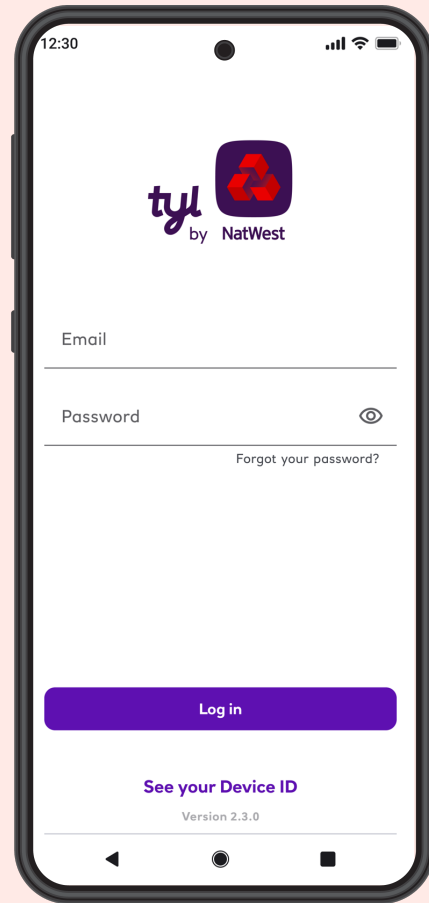 12:30
tyl
by NatWest
Email
Password
Forgot your password?
Log in
See your Device ID
Version 2.3.0